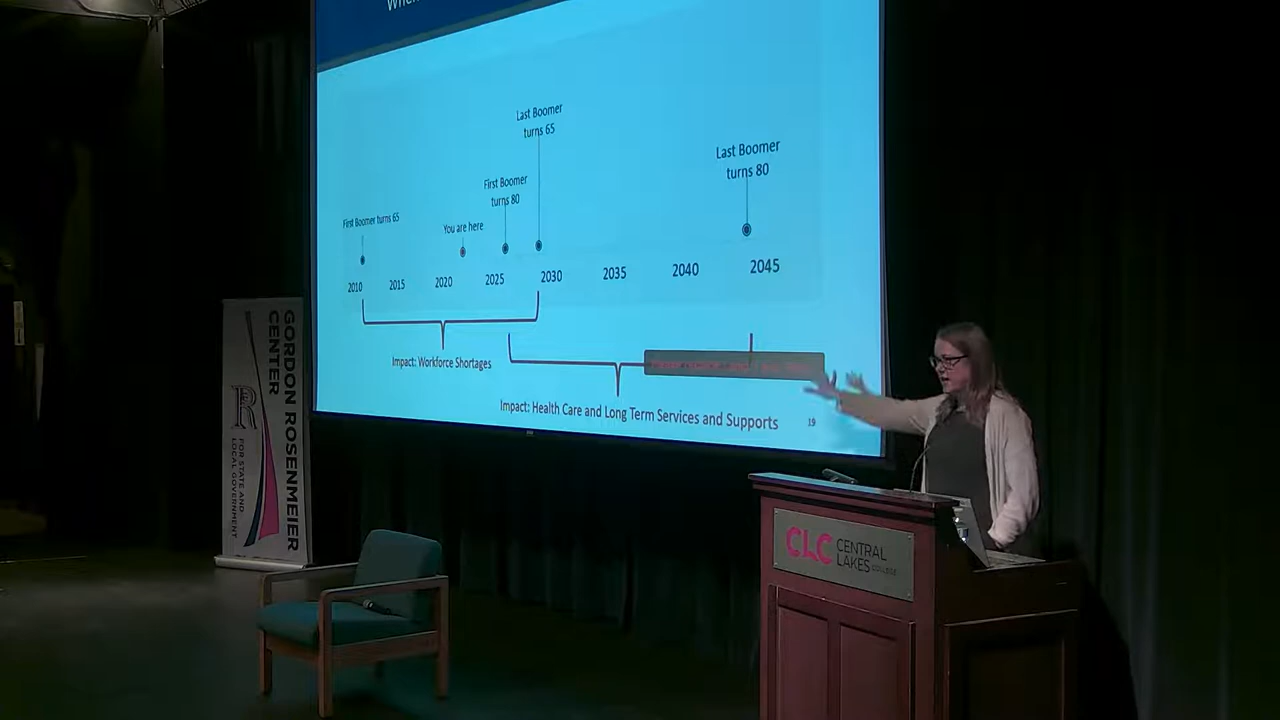 Last Boomer
turns 65
Last Boomer
turns 80
First Boomer
turns 80
First Boomer turns 65
You are here
2010 2015 2020 2025 2030 2035 2040 2045
Impact: Workforce Shortages
Impact: Health Care and Long Term Services and Supports
19
GORDON ROSENMEIER
CENTER
R
FOR STATE AND
LOCAL GOVERNMENT
CLC
CENTRAL
LAKES COLLEGE